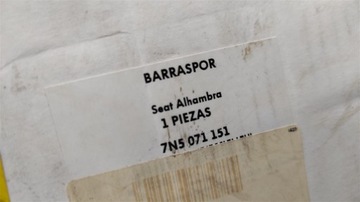 BARRASPOR
Seat Alhambra
1 PIEZAS
7N5 071 151